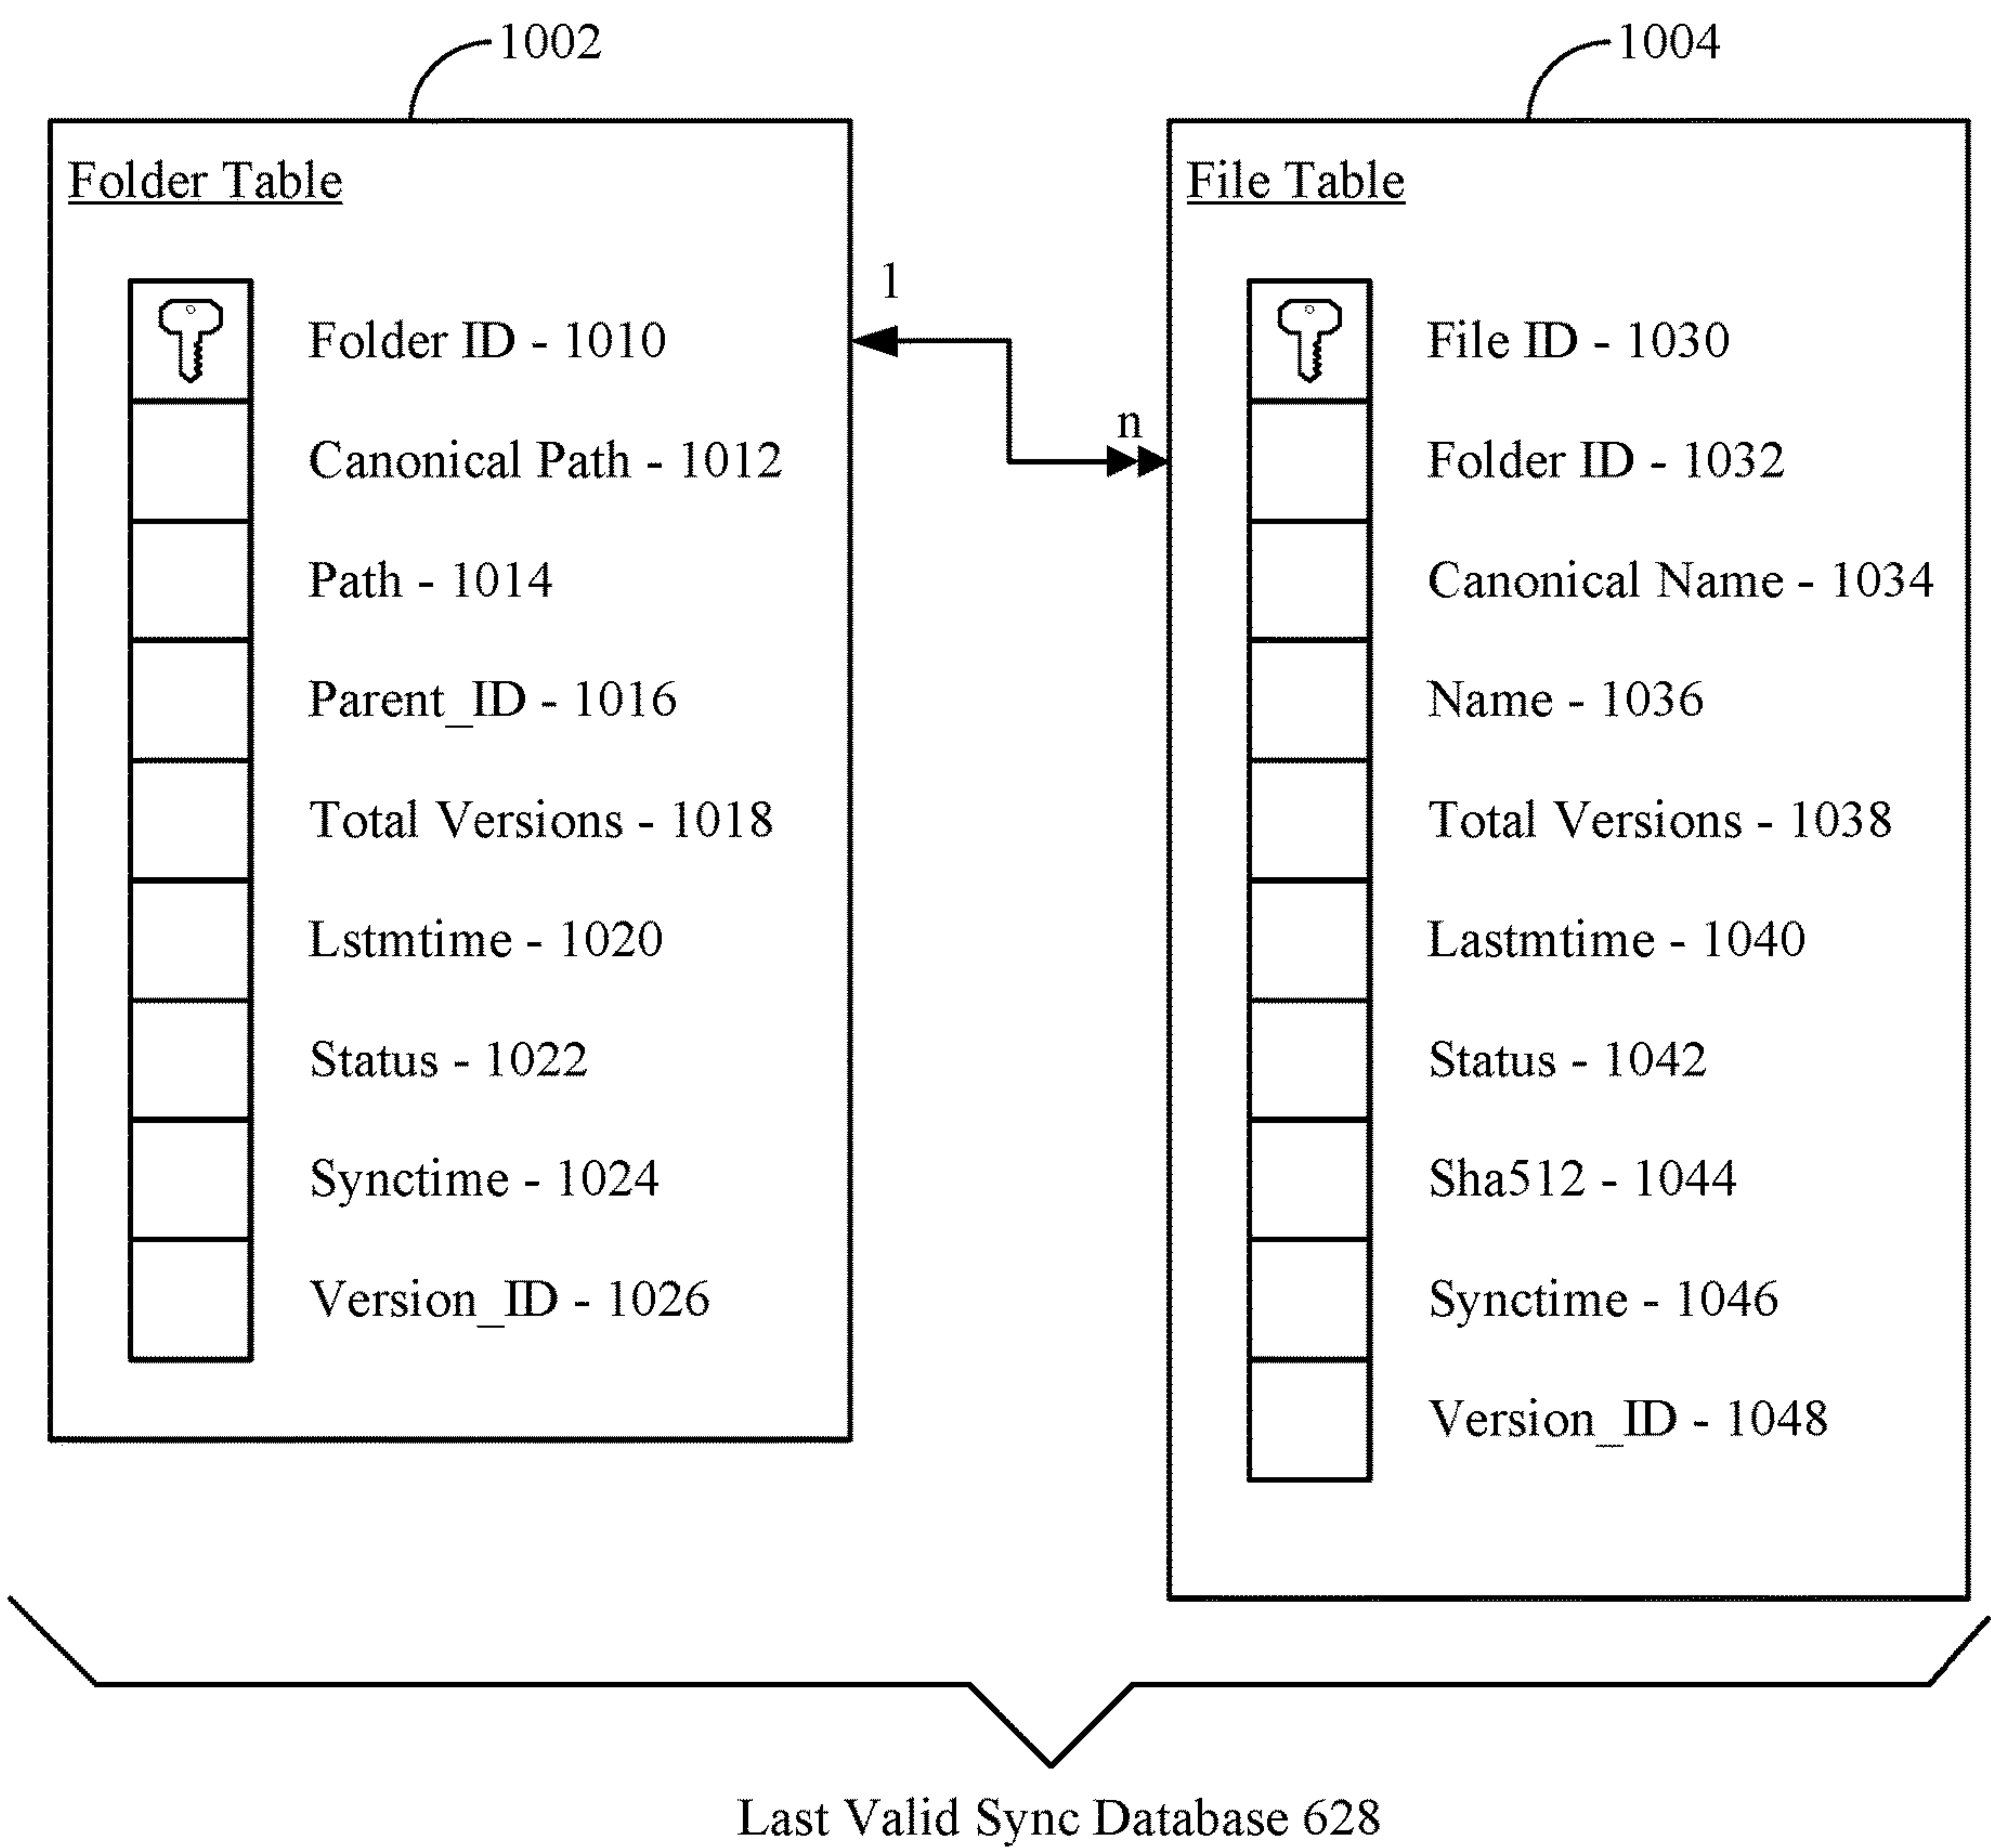 1002
Folder Table
Folder ID - 1010
Canonical Path - 1012
Path - 1014
Parent_ID - 1016
Total Versions - 1018
Lstmtime - 1020
Status - 1022
Synctime - 1024
Version_ID - 1026
1
n
1004
File Table
File ID - 1030
Folder ID - 1032
Canonical Name - 1034
Name - 1036
Total Versions - 1038
Lastmtime - 1040
Status - 1042
Sha512 - 1044
Synctime - 1046
Version_ID - 1048
Last Valid Sync Database 628